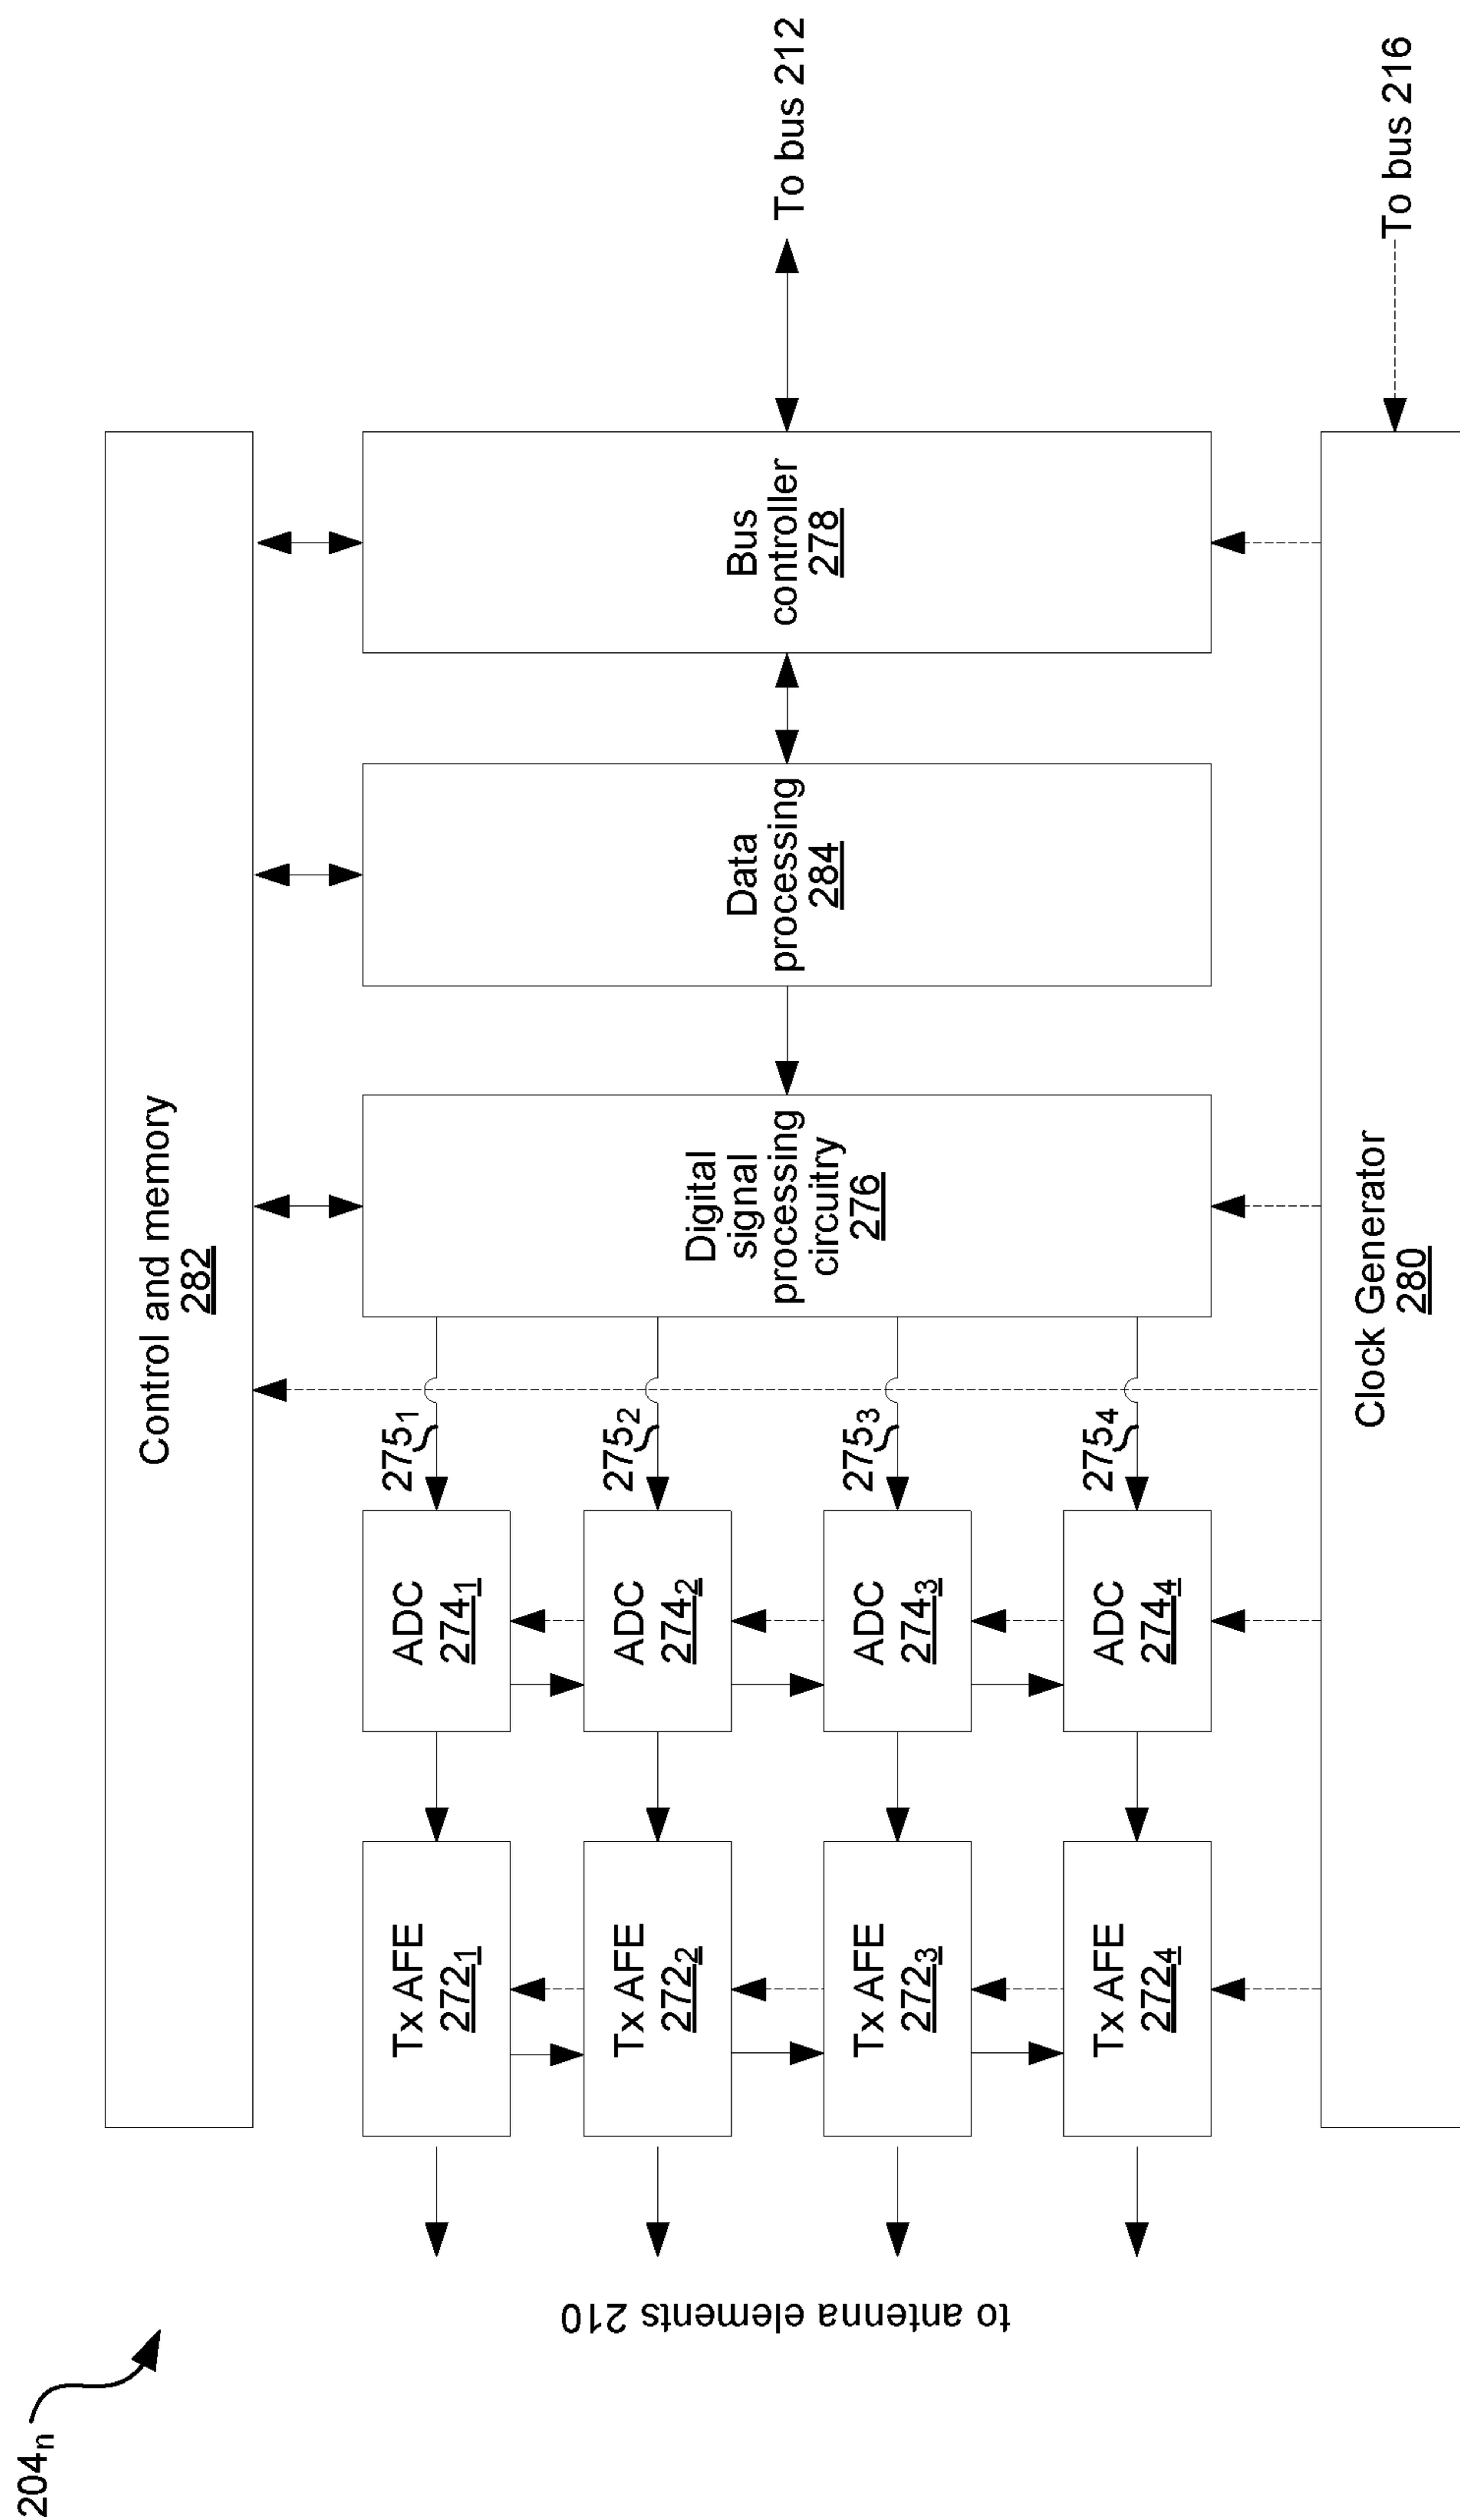 204n
Control and memory
282
to antenna elements 210
Tx AFE
2721
Tx AFE
2722
Tx AFE
2723
Tx AFE
2724
ADC
2741
ADC
2742
ADC
2743
ADC
2744
2751
2752
2753
2754
Digital
signal
processing
circuitry
276
Data
processing
284
Bus
controller
278
To bus 212
Clock Generator
280
To bus 216